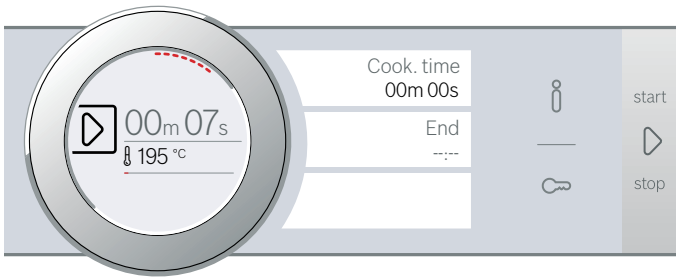 Cook. time
00m 00s
End
--:--
00m 07s
195 °C
start
stop